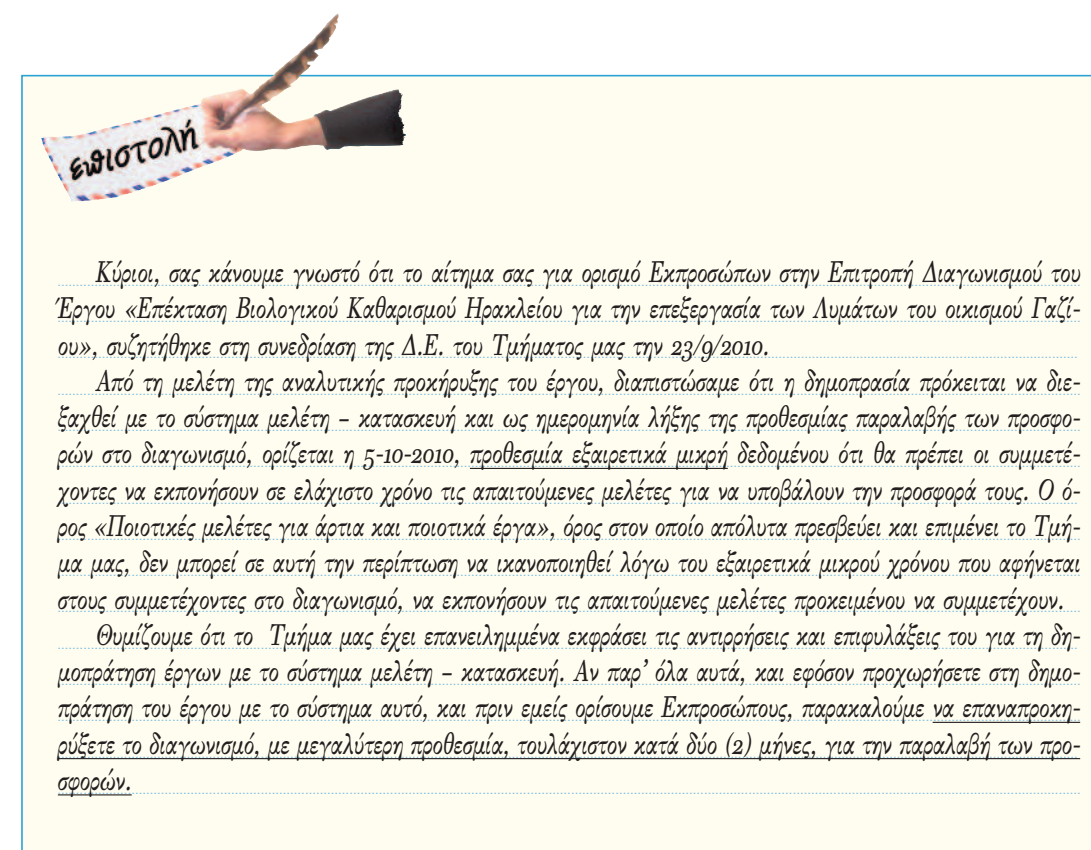 επιστολή
Κύριοι, σας κάνουμε γνωστό ότι το αίτημα σας για ορισμό Εκπροσώπων στην Επιτροπή Διαγωνισμού του
Έργου «Επέκταση Βιολογικού Καθαρισμού Ηρακλείου για την επεξεργασία των Λυμάτων του οικισμού Γαζί-
ου», συζητήθηκε στη συνεδρίαση της Δ.Ε. του Τμήματος μας την 23/9/2010.
Από τη μελέτη της αναλυτικής προκήρυξης του έργου, διαπιστώσαμε ότι η δημοπρασία πρόκειται να διε-
ξαχθεί με το σύστημα μελέτη – κατασκευή και ως ημερομηνία λήξης της προθεσμίας παραλαβής των προσφο-
ρών στο διαγωνισμό, ορίζεται η 5-10-2010, προθεσμία εξαιρετικά μικρή δεδομένου ότι θα πρέπει οι συμμετέ-
χοντες να εκπονήσουν σε ελάχιστο χρόνο τις απαιτούμενες μελέτες για να υποβάλουν την προσφορά τους. Ο ό-
ρος «Ποιοτικές μελέτες για άρτια και ποιοτικά έργα», όρος στον οποίο απόλυτα πρεσβεύει και επιμένει το Τμή-
μα μας, δεν μπορεί σε αυτή την περίπτωση να ικανοποιηθεί λόγω του εξαιρετικά μικρού χρόνου που αφήνεται
στους συμμετέχοντες στο διαγωνισμό, να εκπονήσουν τις απαιτούμενες μελέτες προκειμένου να συμμετέχουν.
Θυμίζουμε ότι το Τμήμα μας έχει επανειλημμένα εκφράσει τις αντιρρήσεις και επιφυλάξεις του για τη δη-
μοπράτηση έργων με το σύστημα μελέτη – κατασκευή. Αν παρ' όλα αυτά, και εφόσον προχωρήσετε στη δημο-
πράτηση του έργου με το σύστημα αυτό, και πριν εμείς ορίσουμε Εκπροσώπους, παρακαλούμε να επαναπροκη-
ρύξετε το διαγωνισμό, με μεγαλύτερη προθεσμία, τουλάχιστον κατά δύο (2) μήνες, για την παραλαβή των προ-
σφορών.